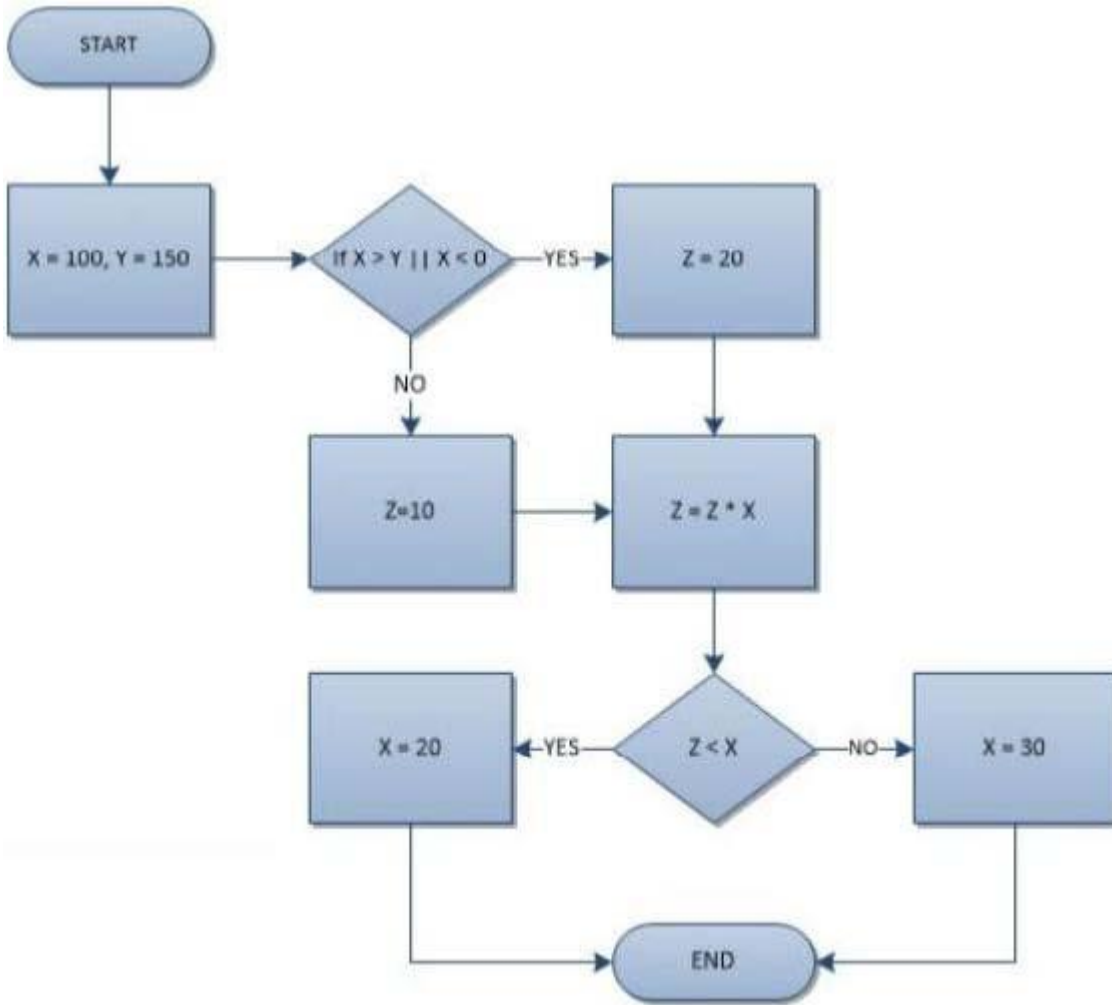 START
X = 100, Y = 150
If X > Y || X < 0
YES
Z = 20
NO
Z=10
Z = Z * X
X = 20
YES
Z < X
NO
X = 30
END